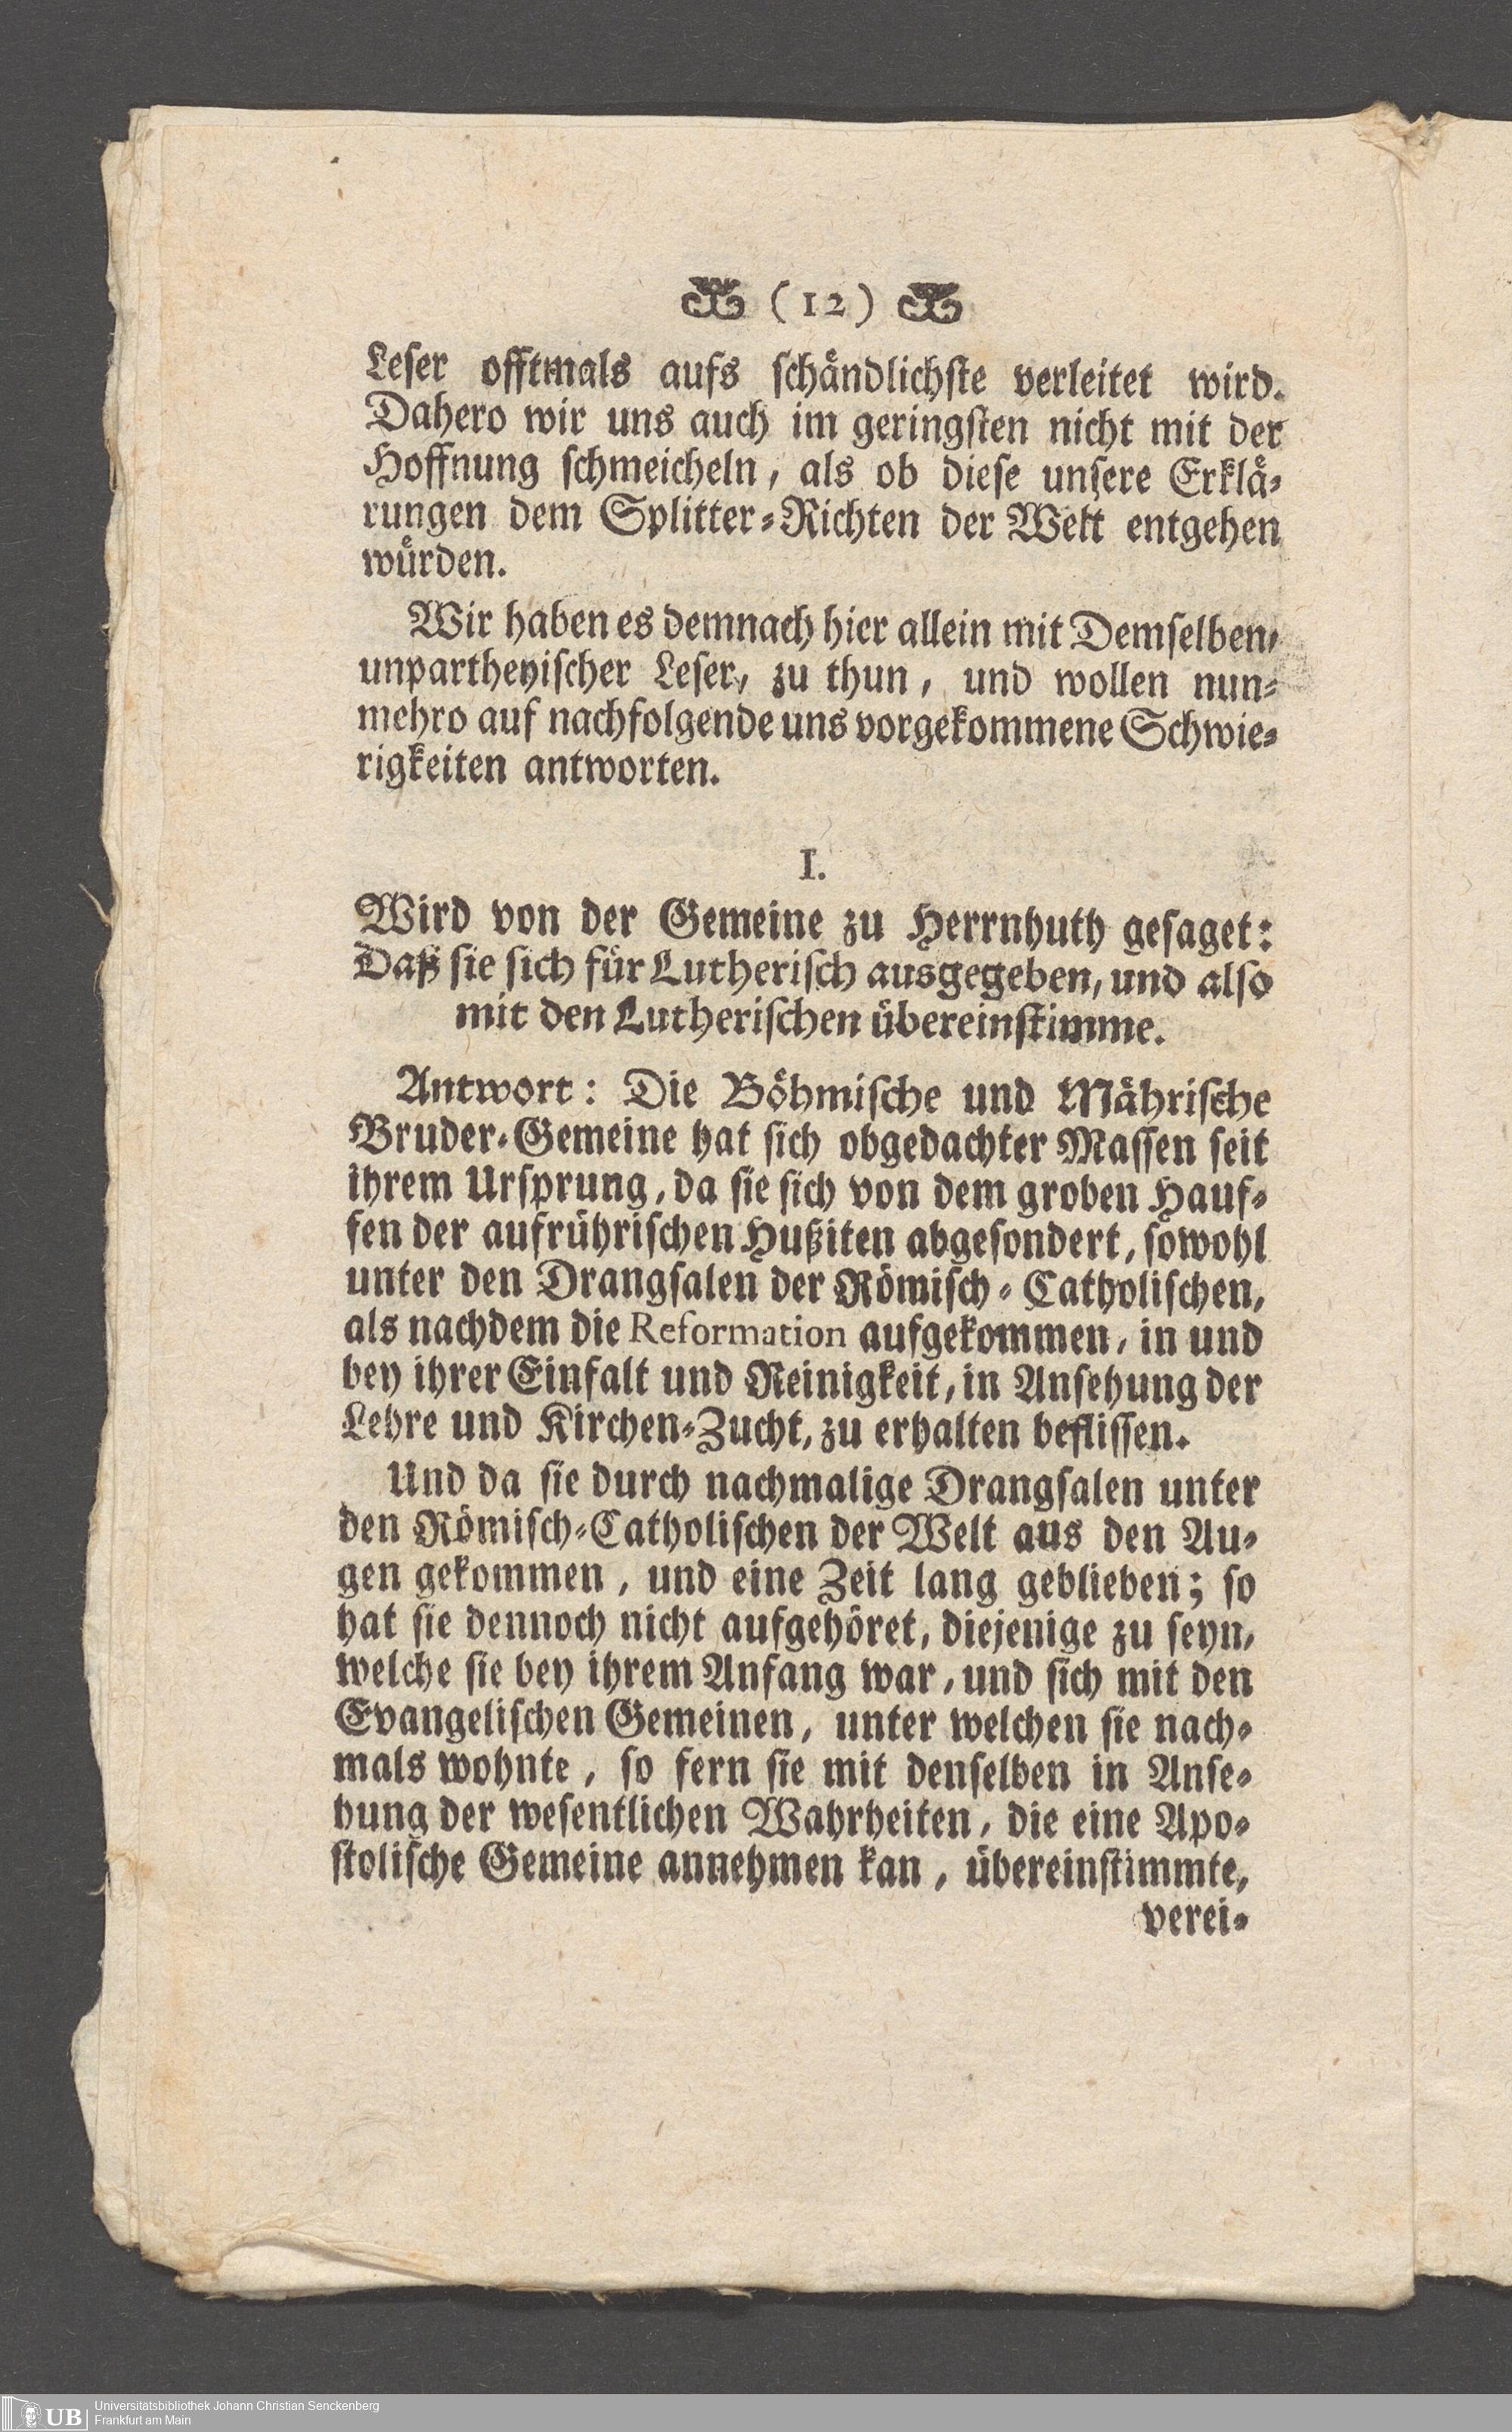 (12)
Leser offtmals aufs schändlichste verleitet wird.
Dahero wir uns auch im geringsten nicht mit der
Hoffnung schmeicheln, als ob diese unsere Erklä-
rungen dem Splitter-Richten der Welt entgehen
würden.
Wir haben es demnach hier allein mit Demselben,
unpartheyischer Leser, zu thun, und wollen nun-
mehro auf nachfolgende uns vorgekommene Schwie-
rigkeiten antworten.
I.
Wird von der Gemeine zu Herrnhuth gesaget:
Daß sie sich für Lutherisch ausgegeben, und also
mit den Lutherischen übereinstimme.
Antwort: Die Böhmische und Mährische
Bruder-Gemeine hat sich obgedachter Massen seit
ihrem Ursprung, da sie sich von dem groben Hauf-
fen der aufrührischen Hußiten abgesondert, sowohl
unter den Drangsalen der Römisch-Catholischen,
als nachdem die Reformation aufgekommen, in und
bey ihrer Einfalt und Reinigkeit, in Ansehung der
Lehre und Kirchen-Zucht, zu erhalten beflissen.
Und da sie durch nachmalige Drangsalen unter
den Römisch-Catholischen der Welt aus den Au-
gen gekommen, und eine Zeit lang geblieben; so
hat sie dennoch nicht aufgehöret, diejenige zu seyn,
welche sie bey ihrem Anfang war, und sich mit den
Evangelischen Gemeinen, unter welchen sie nach-
mals wohnte, so fern sie mit denselben in Anse-
hung der wesentlichen Wahrheiten, die eine Apo-
stolische Gemeine annehmen kan, übereinstimmte,
verei-
UB
Universitätsbibliothek Johann Christian Senckenberg
Frankfurt am Main